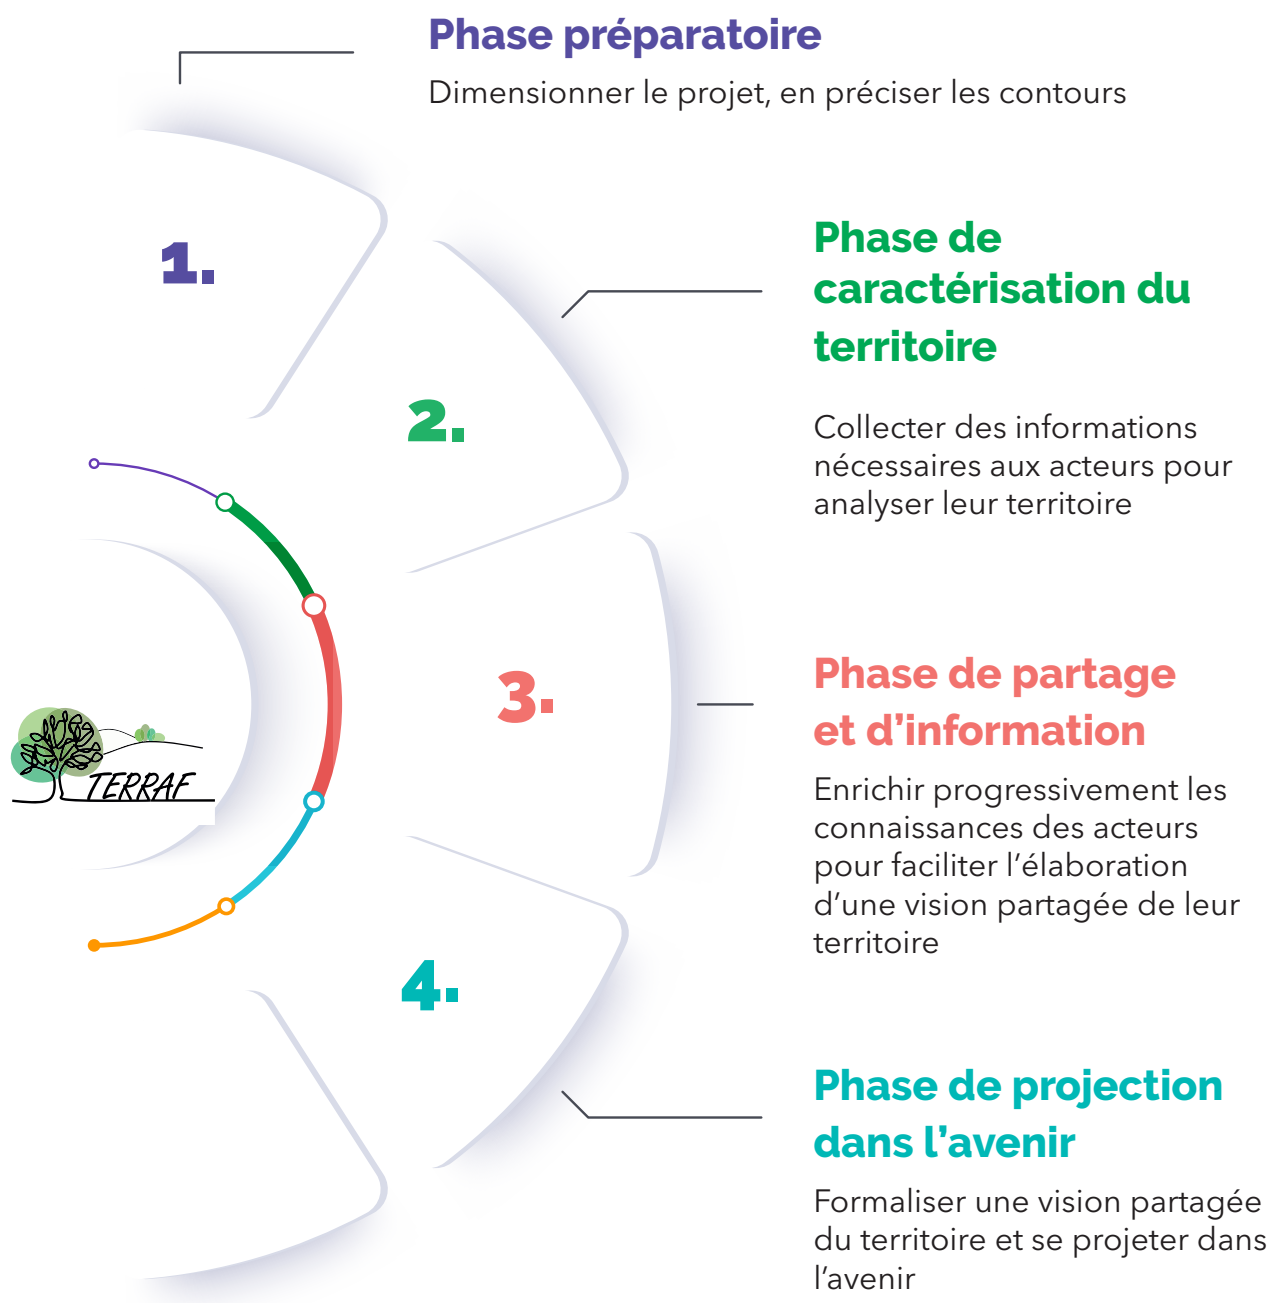 Phase préparatoire
Dimensionner le projet, en préciser les contours
1.
Phase de
caractérisation du
territoire
2.
Collecter des informations
nécessaires aux acteurs pour
analyser leur territoire
Phase de partage
et d’information
3.
Enrichir progressivement les
connaissances des acteurs
pour faciliter l’élaboration
d’une vision partagée de leur
territoire
TERRAF
4.
Phase de projection
dans l’avenir
Formaliser une vision partagée
du territoire et se projeter dans
l’avenir